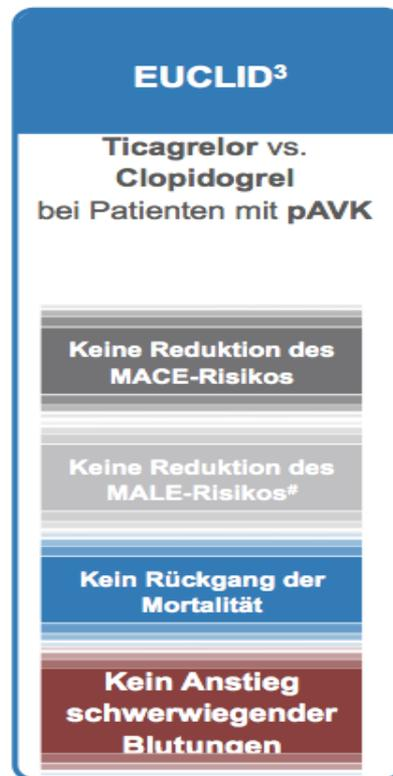 EUCLID³
Ticagrelor vs.
Clopidogrel
bei Patienten mit pAVK
Keine Reduktion des
MACE-Risikos
Keine Reduktion des
MALE-Risikos#
Kein Rückgang der
Mortalität
Kein Anstieg
schwerwiegender
Blutungen